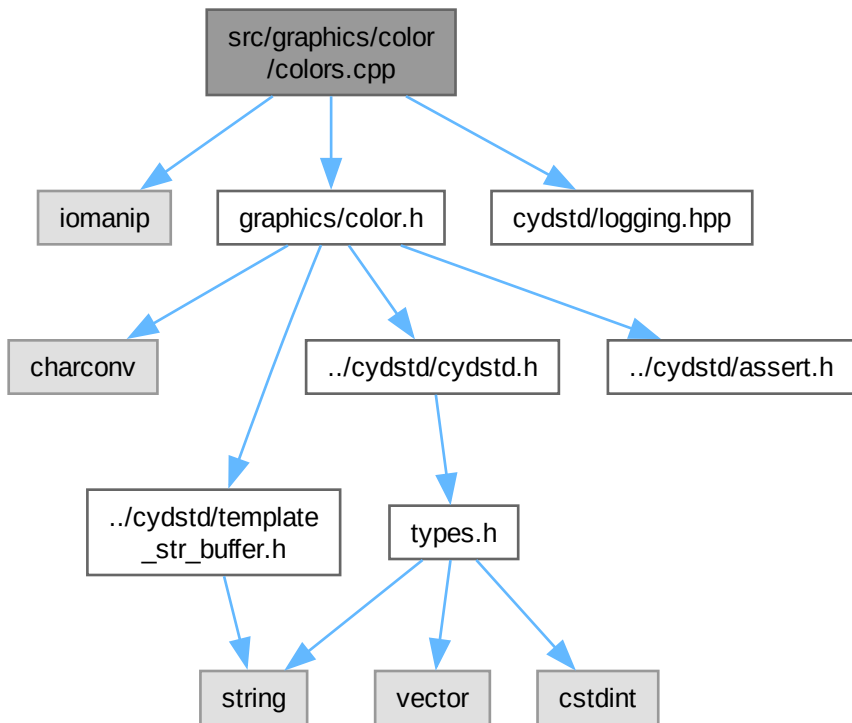 src/graphics/color
/colors.cpp
iomanip
graphics/color.h
cydstd/logging.hpp
charconv
../cydstd/cydstd.h
../cydstd/assert.h
../cydstd/template
_str_buffer.h
types.h
string
vector
cstdint